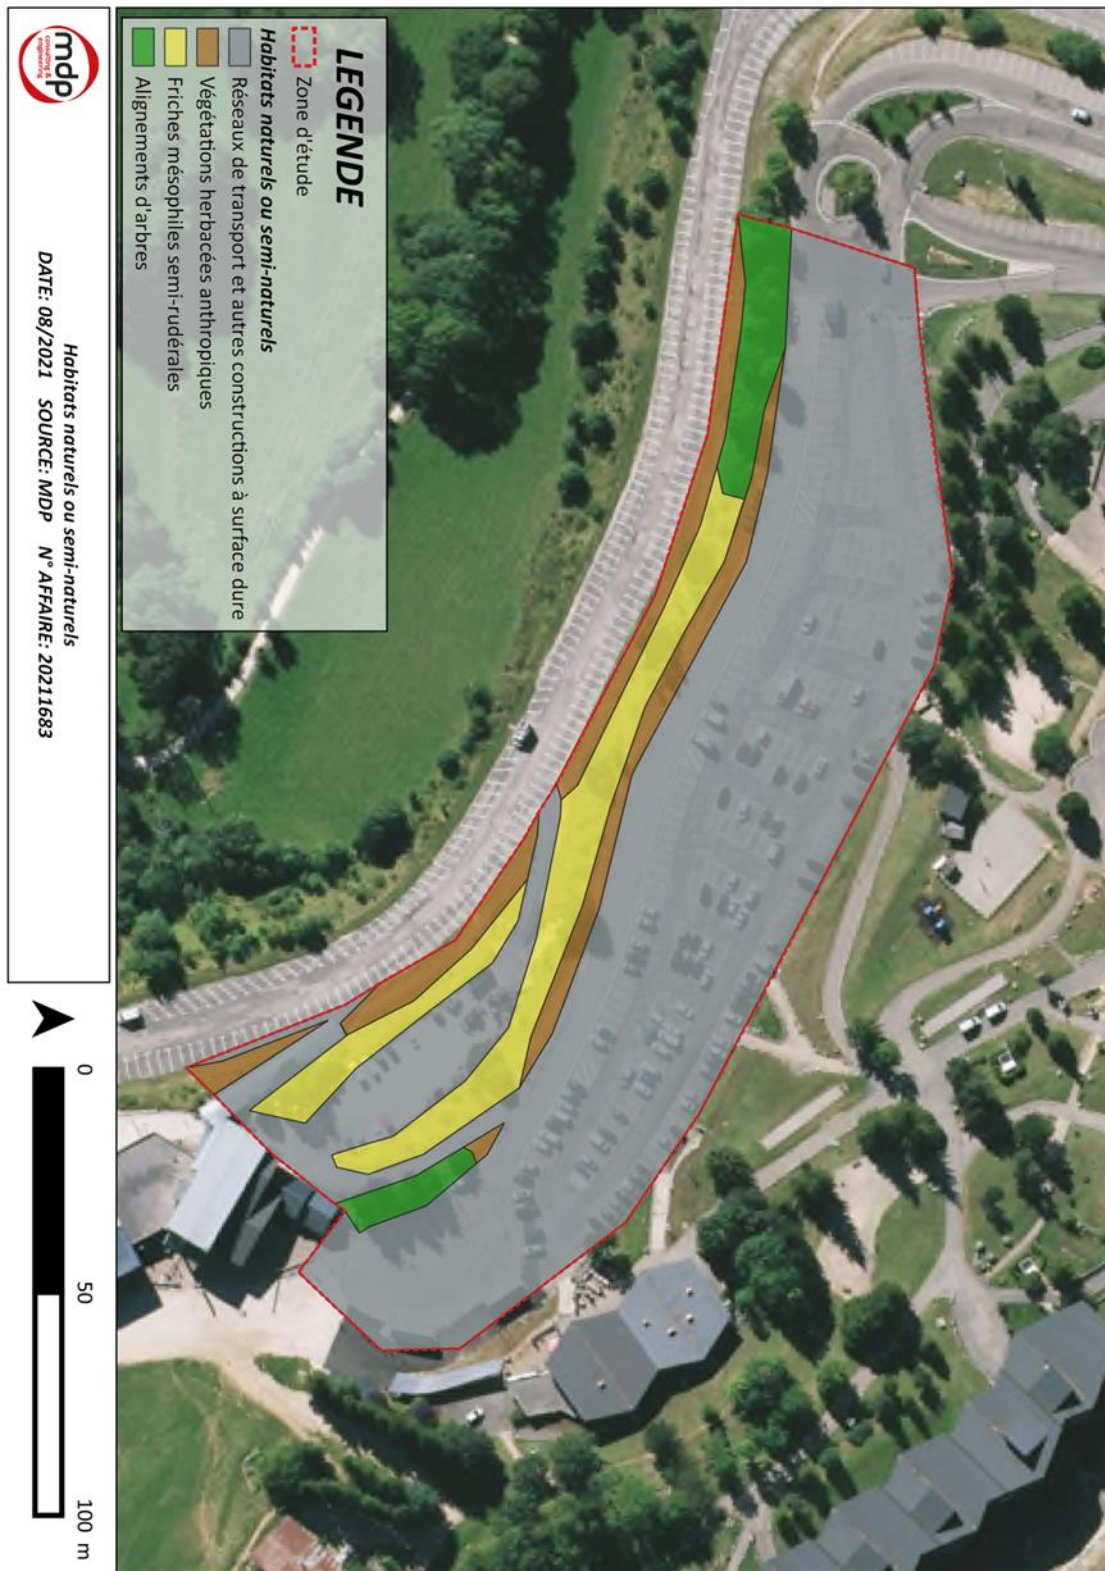 LEGENDE
Zone d'étude
Habitats naturels ou semi-naturels
Réseaux de transport et autres constructions à surface dure
Végétations herbacées anthropiques
Friches mésophiles semi-rudérales
Alignements d'arbres
mdp
consulting &
engineering
Habitats naturels ou semi-naturels
DATE: 08/2021 SOURCE: MDP N° AFFAIRE: 20211683
0 50 100 m